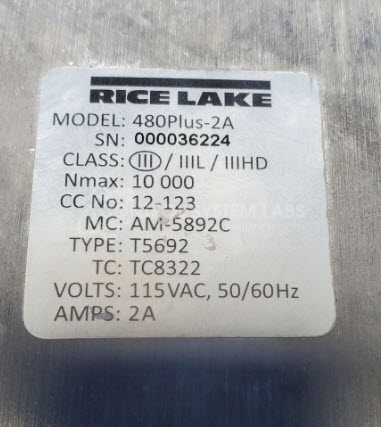 RICE LAKE
MODEL: 480Plus-2A
SN: 000036224
CLASS: III / IIIL / IIIHD
Nmax: 10 000
CC No: 12-123
MC: AM-5892C
TYPE: T5692
TC: TC8322
VOLTS: 115VAC, 50/60Hz
AMPS: 2A